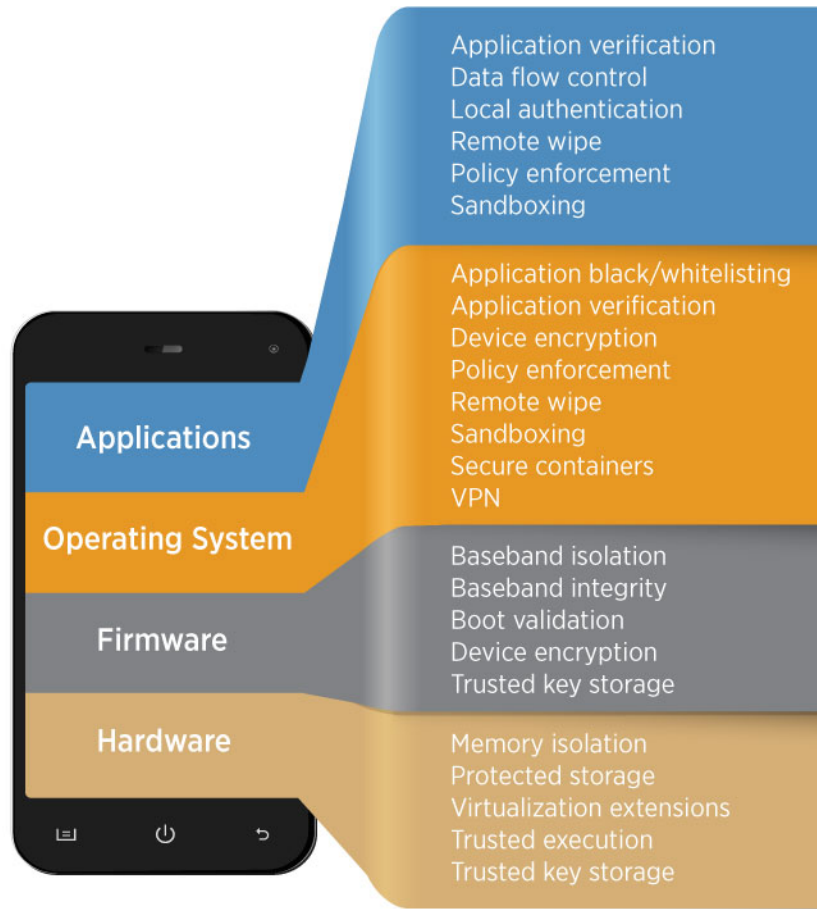 Application verification
Data flow control
Local authentication
Remote wipe
Policy enforcement
Sandboxing
Application black/whitelisting
Application verification
Device encryption
Policy enforcement
Remote wipe
Sandboxing
Secure containers
VPN
Baseband isolation
Baseband integrity
Boot validation
Device encryption
Trusted key storage
Memory isolation
Protected storage
Virtualization extensions
Trusted execution
Trusted key storage
Applications
Operating System
Firmware
Hardware